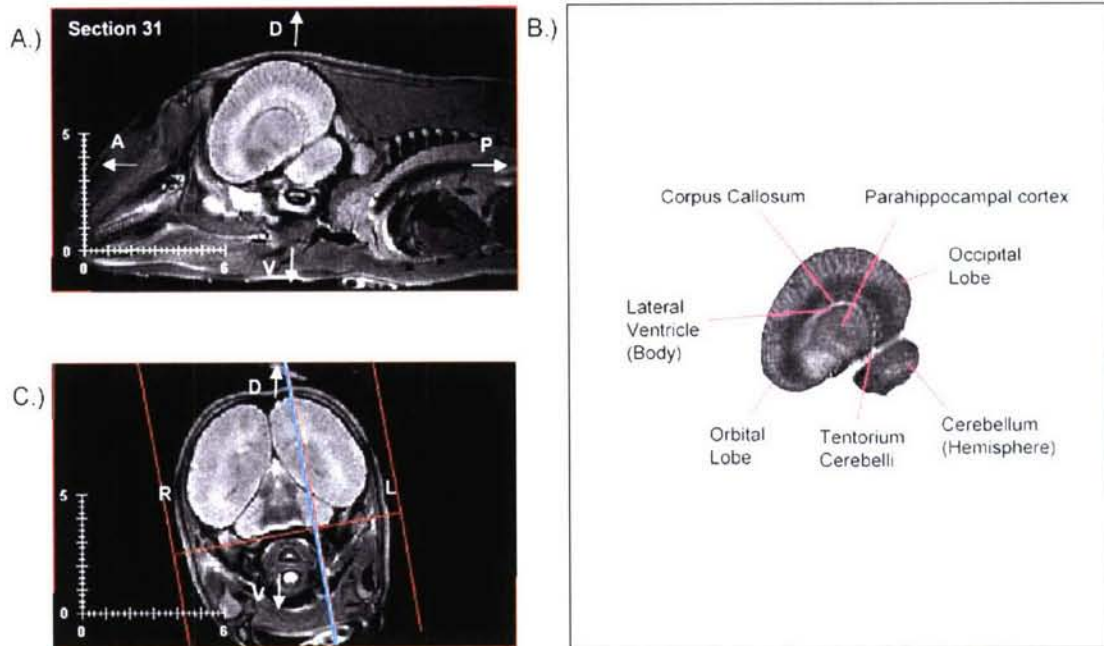 A.)
Section 31
D
A
P
5
0
0
6
V
B.)
Corpus Callosum
Parahippocampal cortex
Occipital
Lobe
Lateral
Ventricle
(Body)
Orbital
Lobe
Tentorium
Cerebelli
Cerebellum
(Hemisphere)
C.)
D
R
L
5
0
0
6
V